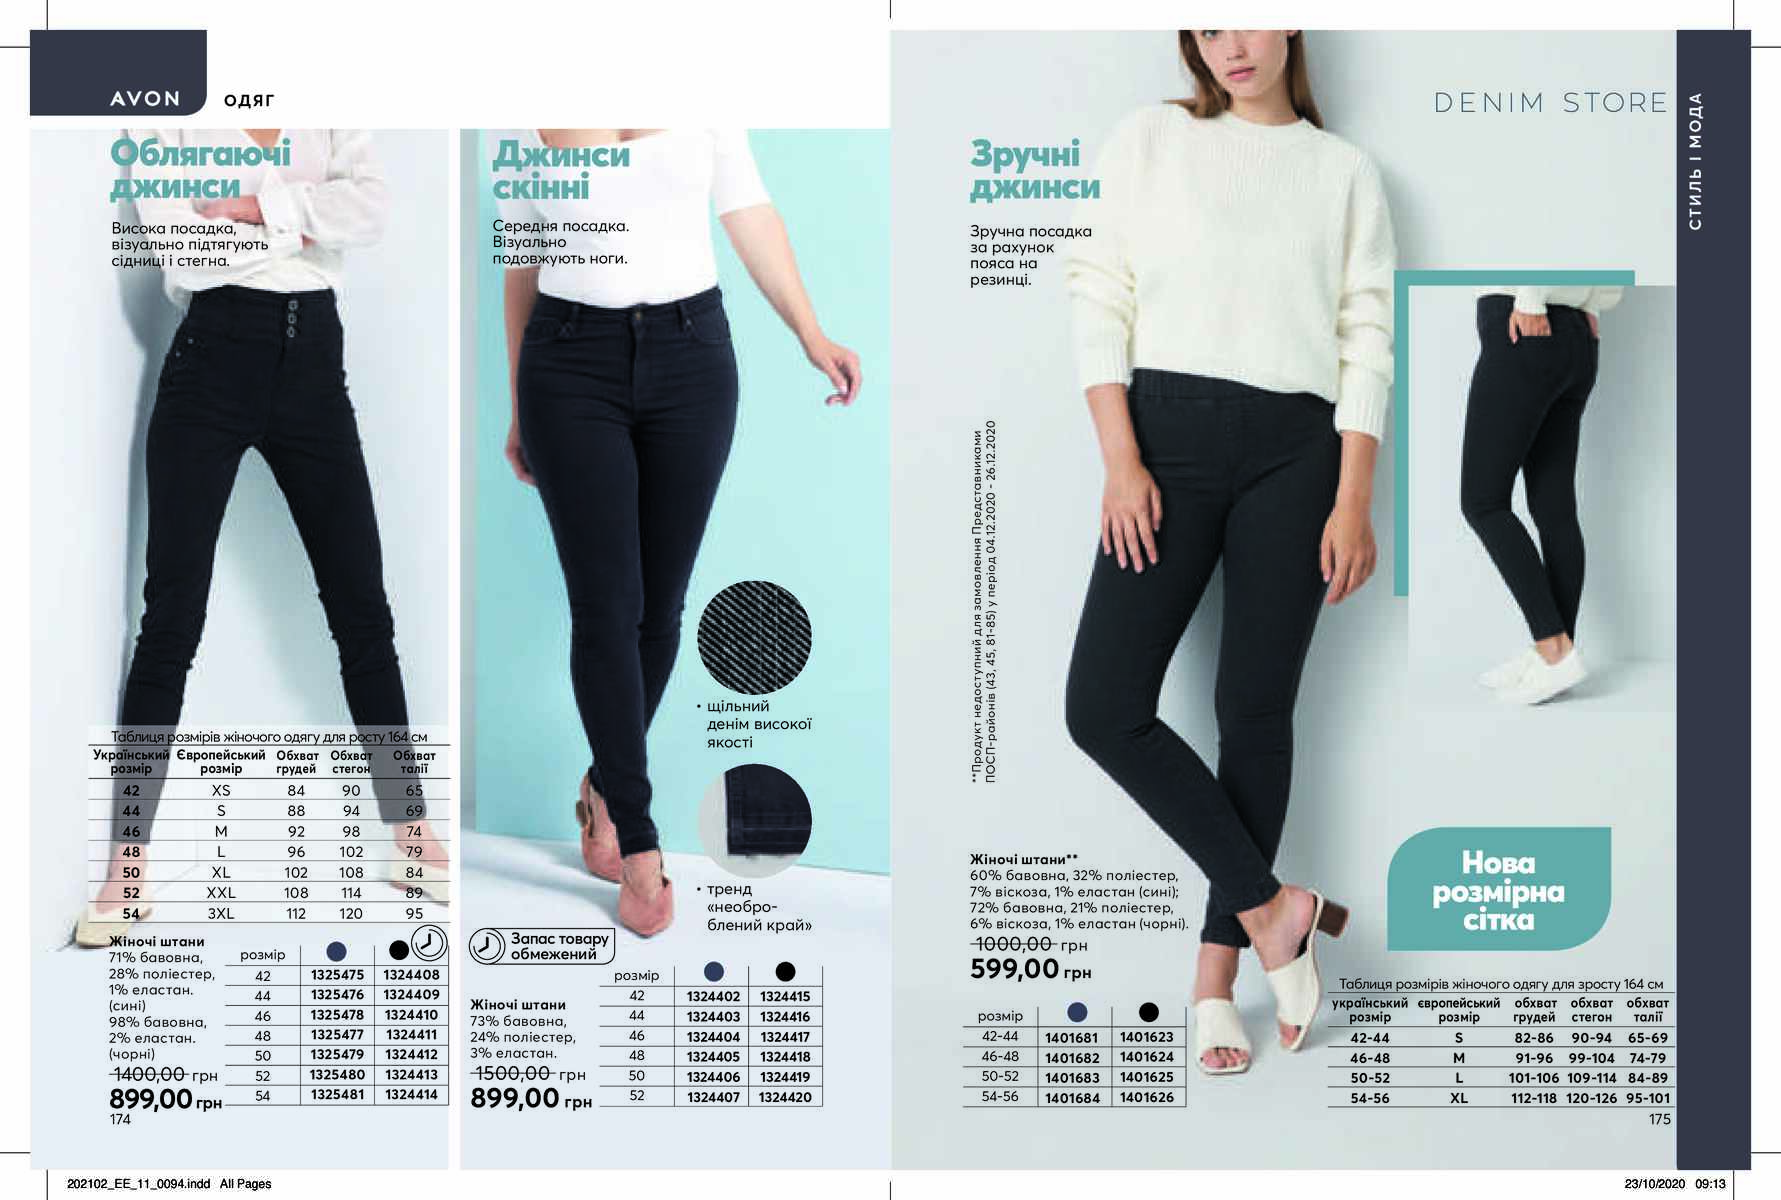 AVON
ОДЯГ
Облягаючі
джинси
Висока посадка,
візуально підтягують
сідниці і стегна.
Таблиця розмірів жіночого одягу для росту 164 см
Український розмір Європейський розмір Обхват грудей Обхват стегон Обхват талії
42 XS 84 90 65
44 S 88 94 69
46 M 92 98 74
48 L 96 102 79
50 XL 102 108 84
52 XXL 108 114 89
54 3XL 112 120 95
Жіночі штани
71% бавовна,
28% поліестер,
1% еластан.
(сині)
98% бавовна,
2% еластан.
(чорні)
1400,00 грн
899,00 грн
розмір
42 1325475 1324408
44 1325476 1324409
46 1325478 1324410
48 1325477 1324411
50 1325479 1324412
52 1325480 1324413
54 1325481 1324414
174
Джинси
скінні
Середня посадка.
Візуально
подовжують ноги.
• щільний
денім високої
якості
• тренд
«необро-
блений край»
Запас товару
обмежений
Жіночі штани
73% бавовна,
24% поліестер,
3% еластан.
1500,00 грн
899,00 грн
розмір
42 1324402 1324415
44 1324403 1324416
46 1324404 1324417
48 1324405 1324418
50 1324406 1324419
52 1324407 1324420
DENIM STORE
СТИЛЬ І МОДА
Зручні
джинси
Зручна посадка
за рахунок
пояса на
резинці.
**Продукт недоступний для замовлення Представниками
ПОСП-районів (43, 45, 81-85) у період 04.12.2020 - 26.12.2020
Жіночі штани**
60% бавовна, 32% поліестер,
7% віскоза, 1% еластан (сині);
72% бавовна, 21% поліестер,
6% віскоза, 1% еластан (чорні).
1000,00 грн
599,00 грн
розмір
42-44 1401681 1401623
46-48 1401682 1401624
50-52 1401683 1401625
54-56 1401684 1401626
Нова
розмірна
сітка
Таблиця розмірів жіночого одягу для зросту 164 см
український розмір європейський розмір обхват грудей обхват стегон обхват талії
42-44 S 82-86 90-94 65-69
46-48 M 91-96 99-104 74-79
50-52 L 101-106 109-114 84-89
54-56 XL 112-118 120-126 95-101
175
202102_EE_11_0094.indd All Pages
23/10/2020 09:13